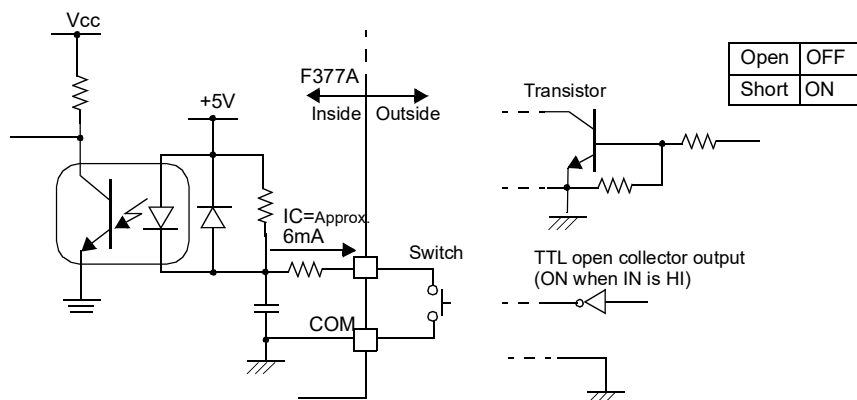 Vcc
F377A
+5V
Inside
Outside
Transistor
Open OFF
Short ON
IC=Approx.
6mA
Switch
COM
TTL open collector output
(ON when IN is HI)